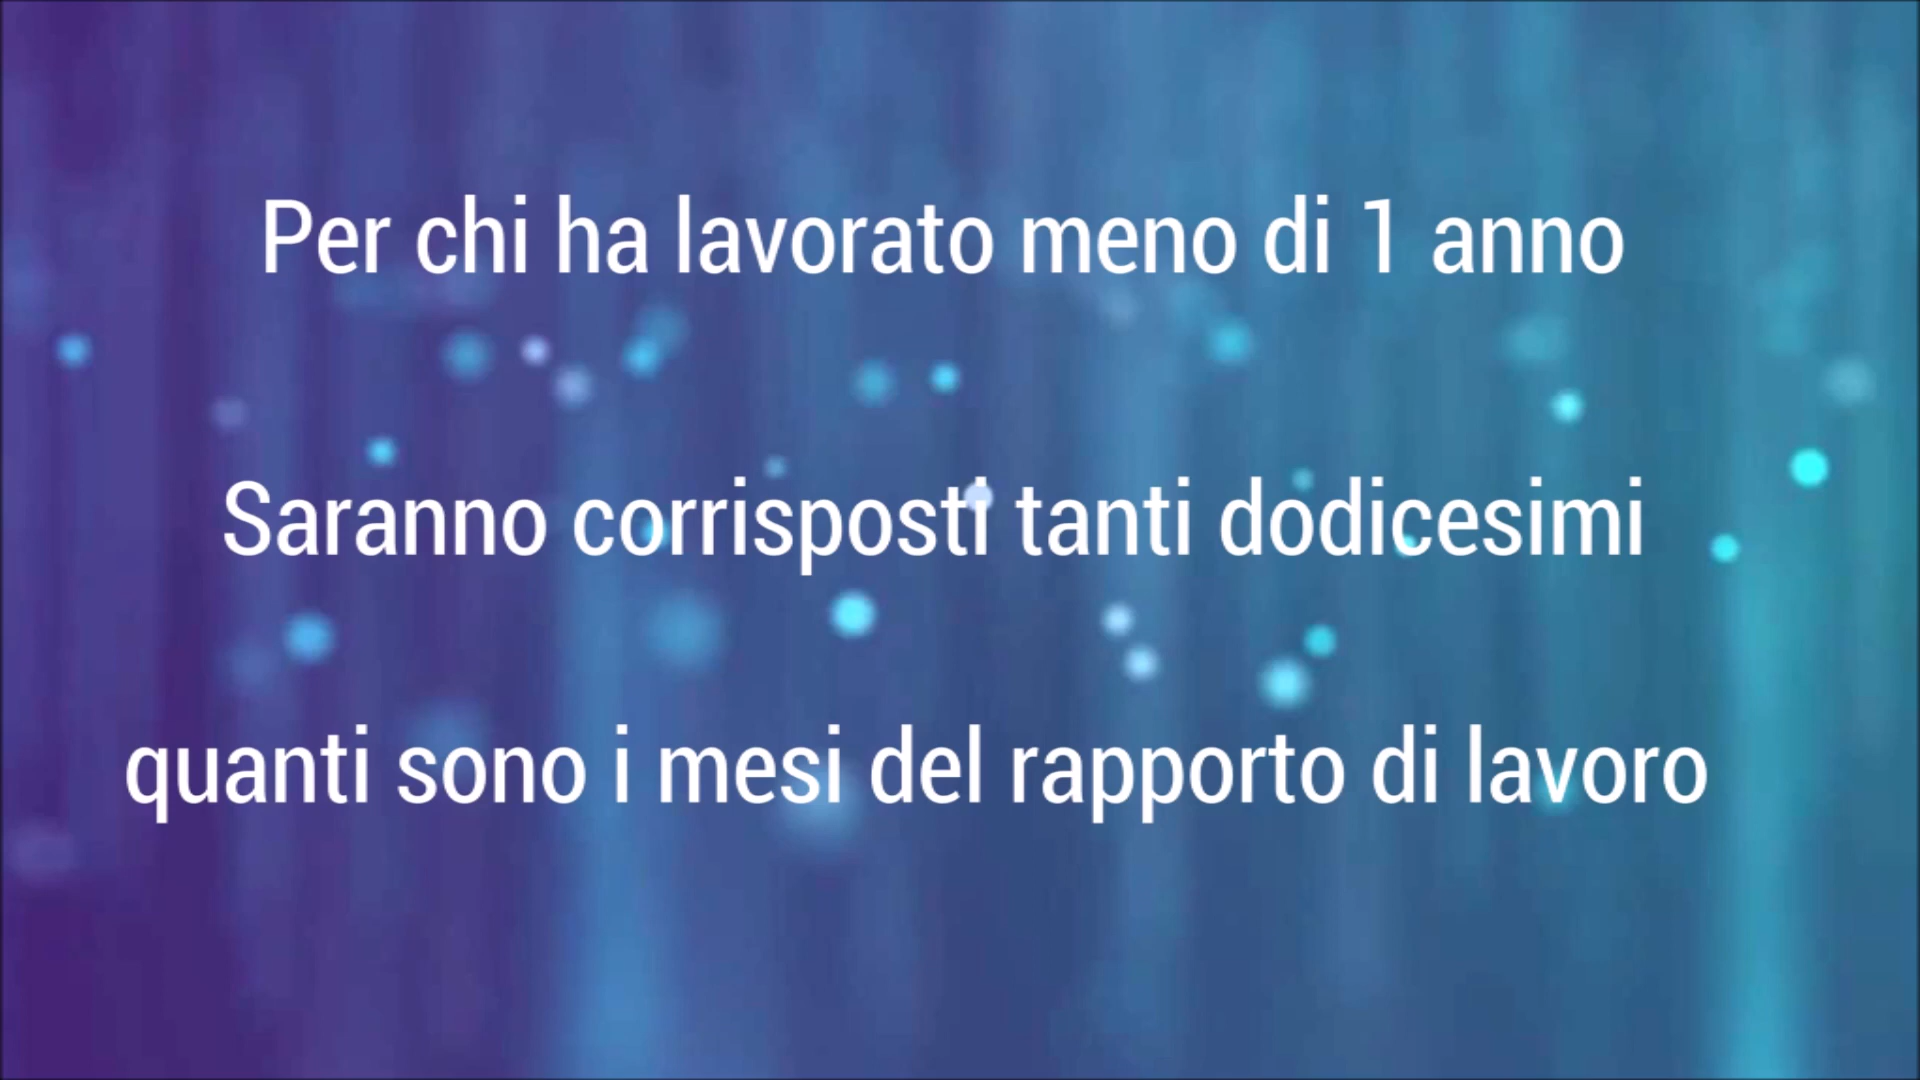 Per chi ha lavorato meno di 1 anno
Saranno corrisposti tanti dodicesimi
quanti sono i mesi del rapporto di lavoro